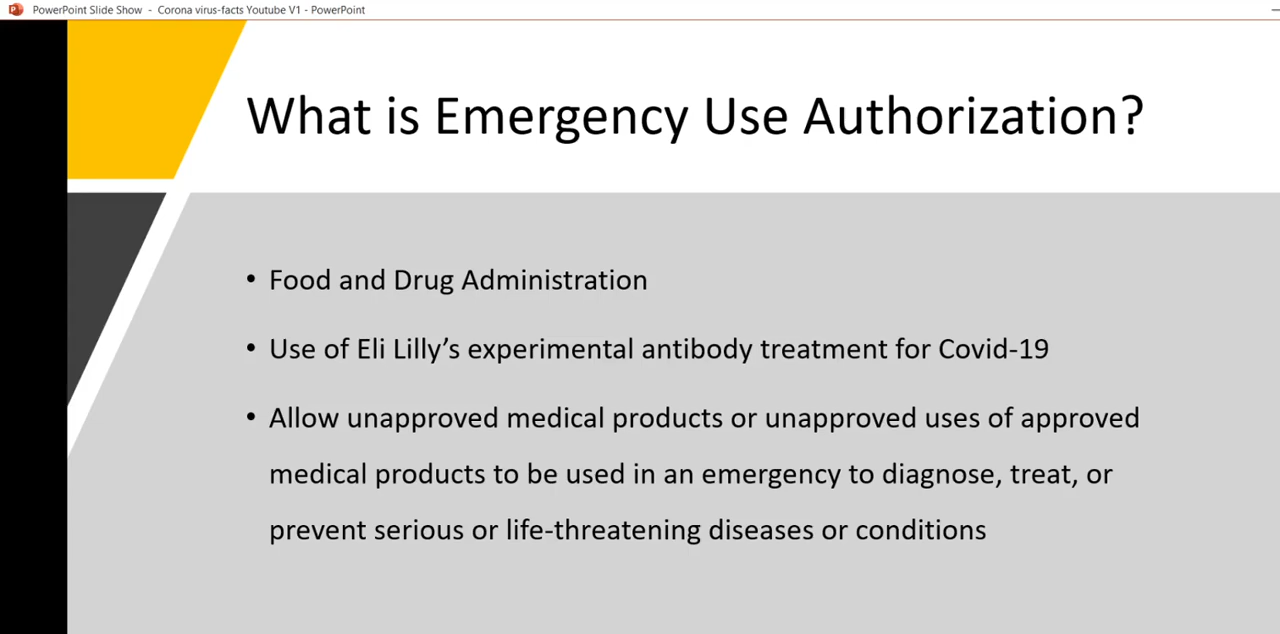 PowerPoint Slide Show - Corona virus-facts Youtube V1 - PowerPoint
What is Emergency Use Authorization?
• Food and Drug Administration
• Use of Eli Lilly’s experimental antibody treatment for Covid-19
• Allow unapproved medical products or unapproved uses of approved
medical products to be used in an emergency to diagnose, treat, or
prevent serious or life-threatening diseases or conditions